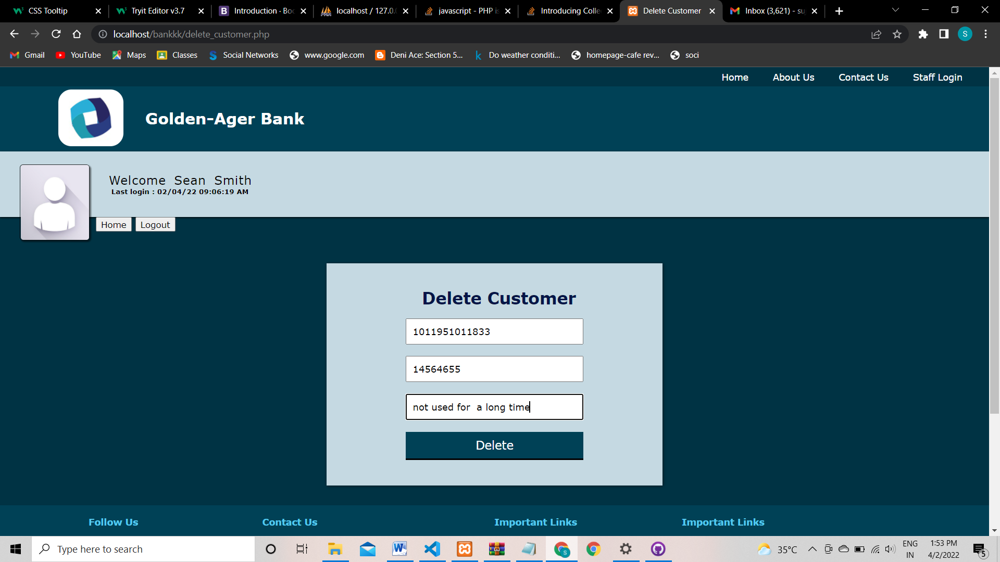 CSS Tooltip
Tryit Editor v3.7
Introduction · Boo
localhost / 127.0.0
javascript - PHP is
Introducing Colle
Delete Customer
Inbox (3,621) - su
localhost/bankkk/delete_customer.php
S
Gmail
YouTube
Maps
Classes
Social Networks
www.google.com
Deni Ace: Section 5...
Do weather conditi...
homepage-cafe rev...
soci
Home
About Us
Contact Us
Staff Login
Golden-Ager Bank
Welcome Sean Smith
Last login : 02/04/22 09:06:19 AM
Home
Logout
Delete Customer
1011951011833
14564655
not used for  a long time
Delete
Follow Us
Contact Us
Important Links
Important Links
Type here to search
35°C
ENG
IN
1:53 PM
4/2/2022
5